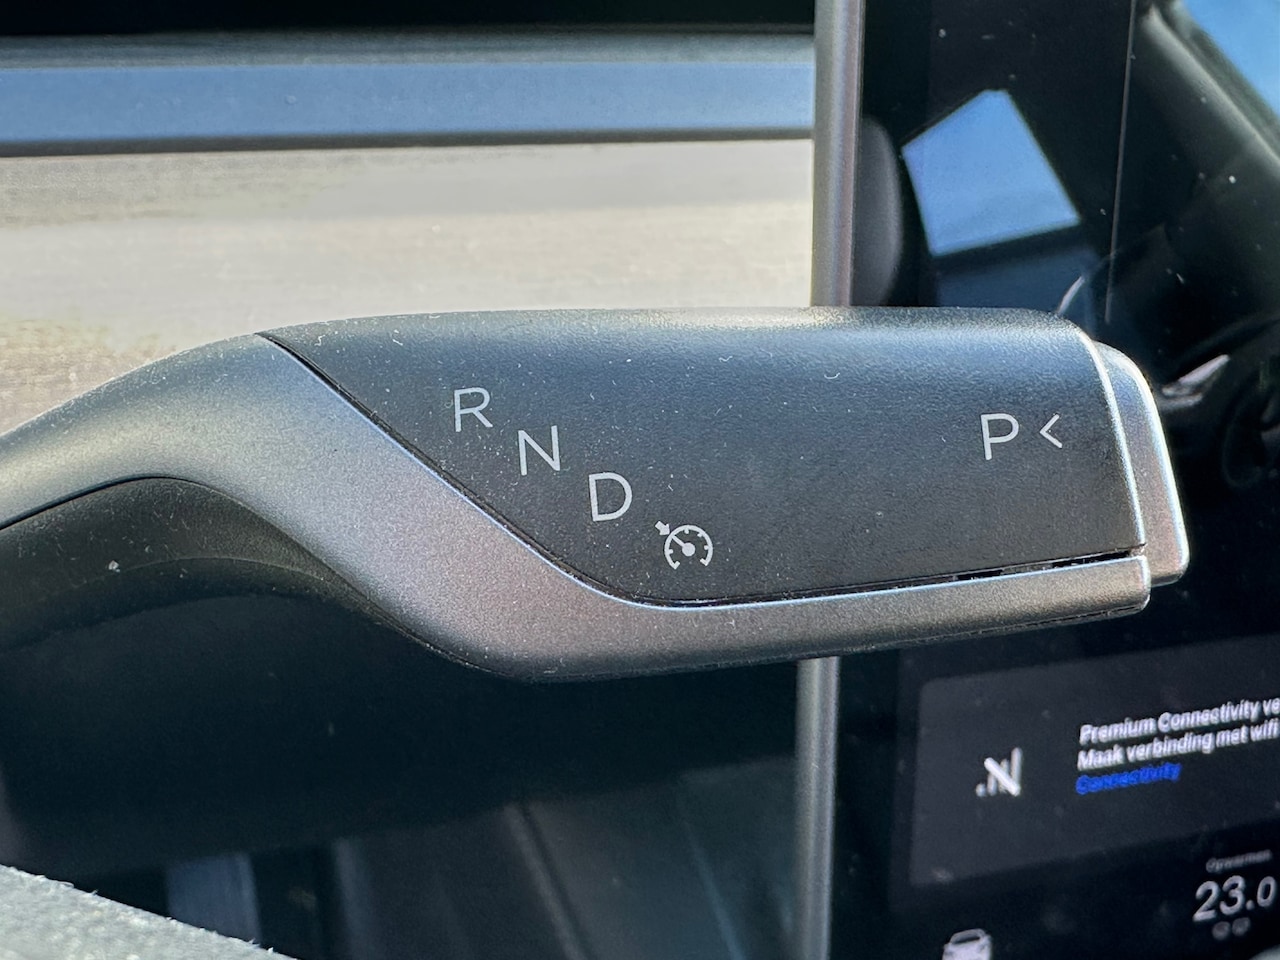 R
N
D
P <
Premium Connectivity ve
Maak verbinding met wifi
Connectivity
23.0